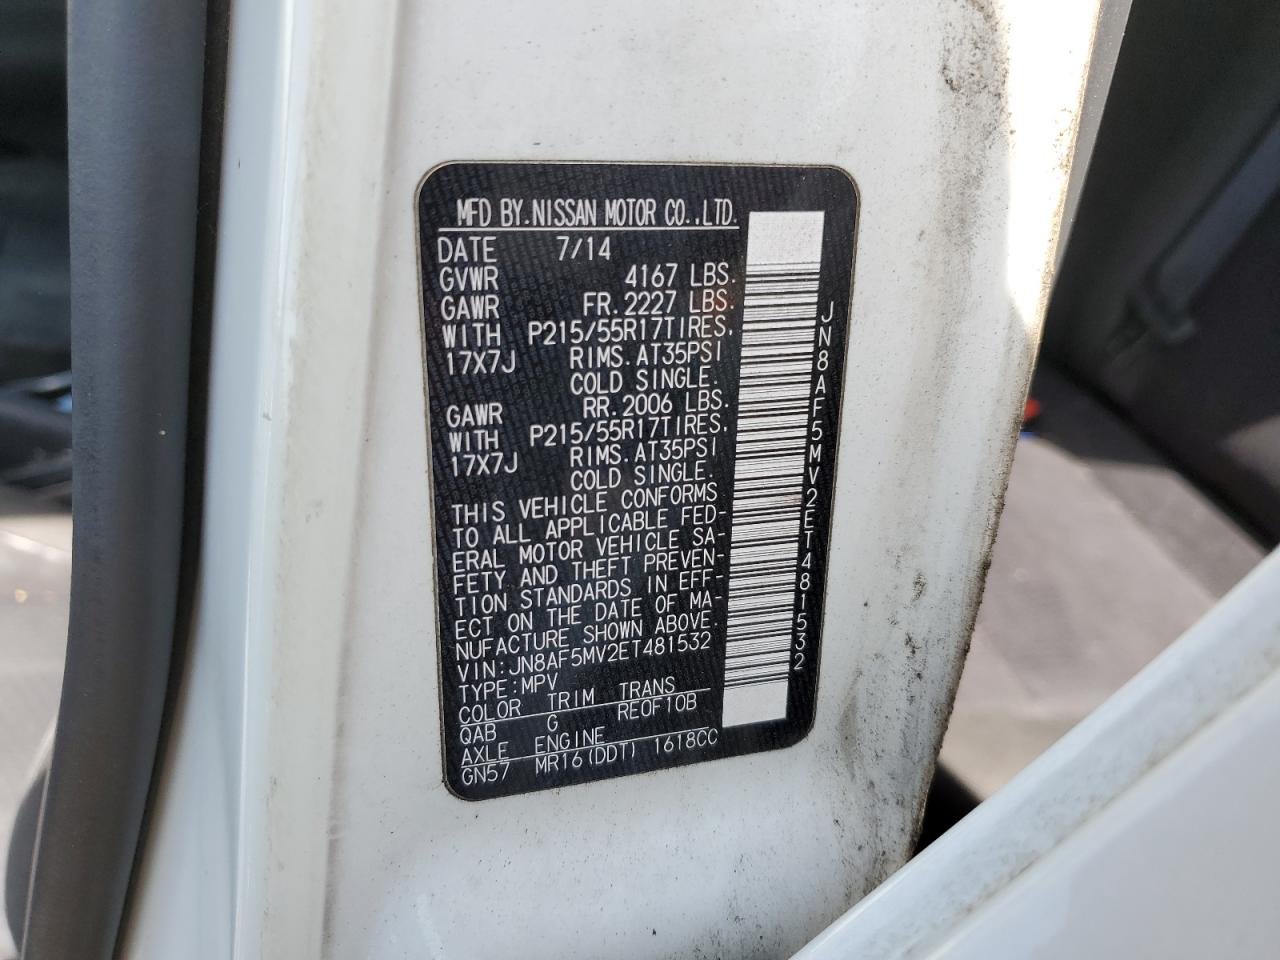 MFD BY.NISSAN MOTOR CO.,LTD.
DATE 7/14
GVWR 4167 LBS.
GAWR FR.2227 LBS.
WITH P215/55R17TIRES.
17X7J RIMS.AT35PSI
COLD SINGLE.
GAWR RR.2006 LBS.
WITH P215/55R17TIRES.
17X7J RIMS.AT35PSI
COLD SINGLE.
THIS VEHICLE CONFORMS
TO ALL APPLICABLE FED-
ERAL MOTOR VEHICLE SA-
FETY AND THEFT PREVEN-
TION STANDARDS IN EFF-
ECT ON THE DATE OF MA-
NUFACTURE SHOWN ABOVE.
VIN:JN8AF5MV2ET481532
TYPE:MPV
COLOR TRIM TRANS
QAB G RE0F10B
AXLE ENGINE
GN57 MR16(DDT) 1618CC
JN8AF5MV2ET481532